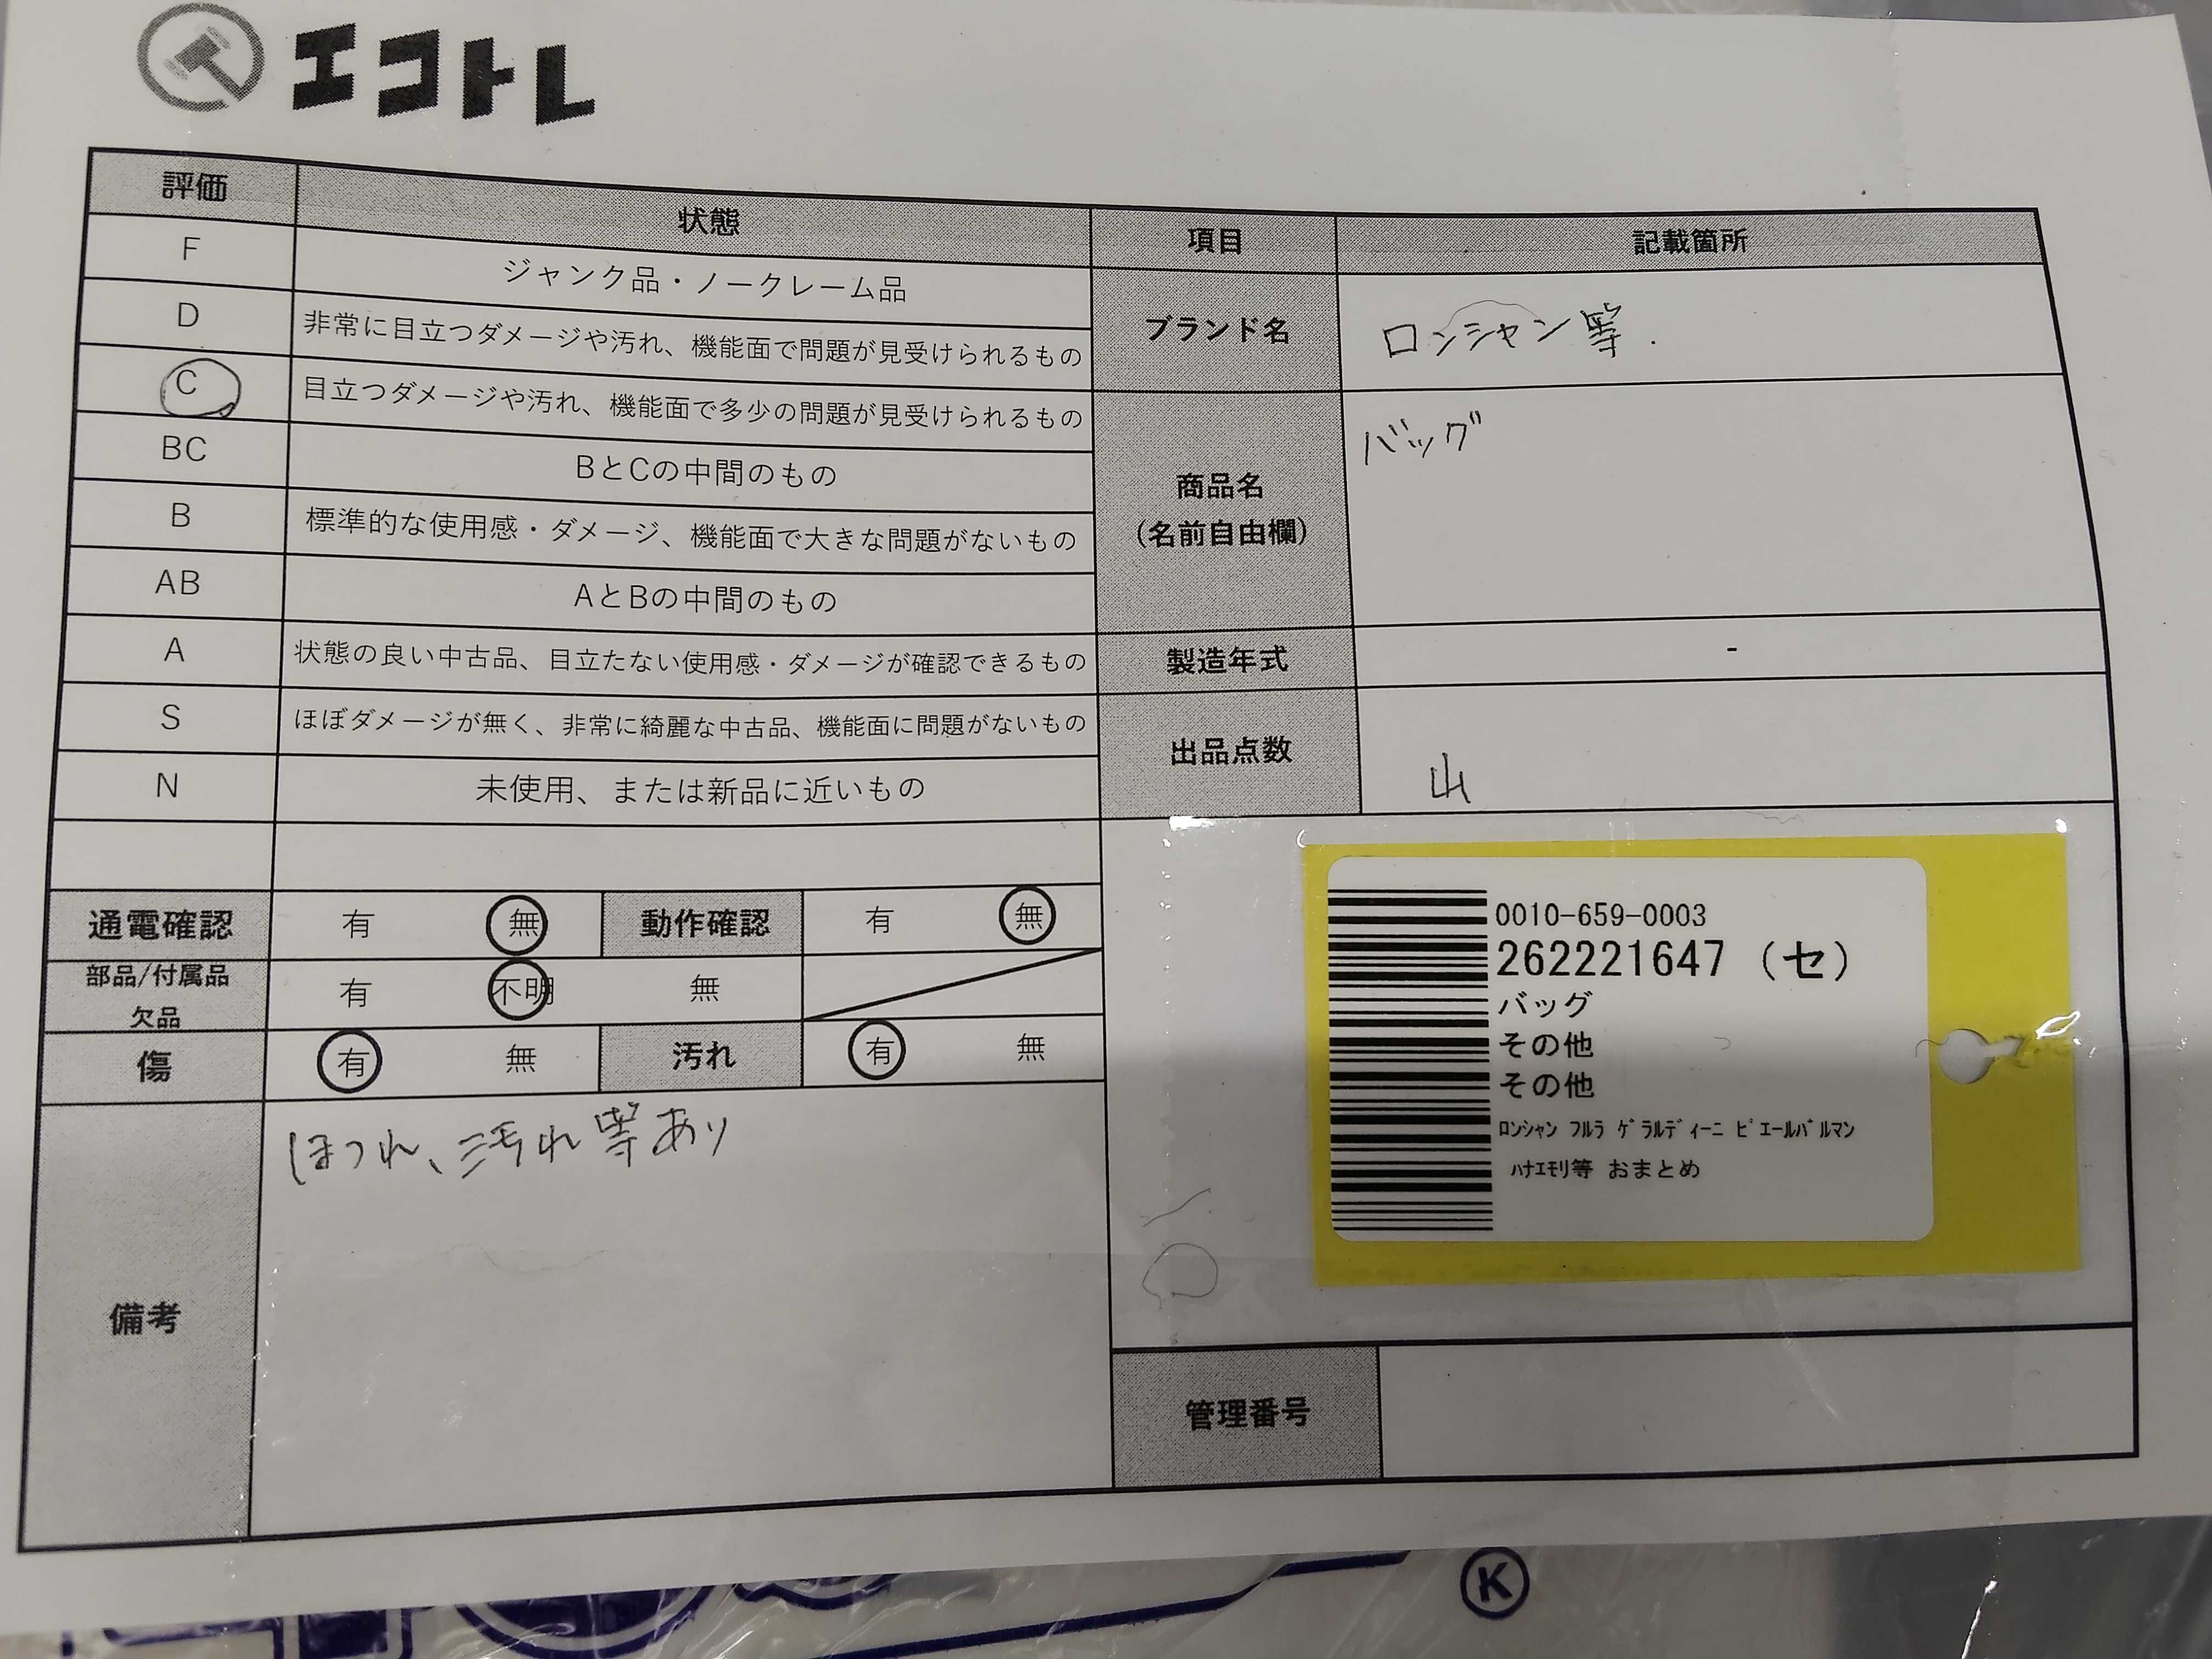 エコトレ
評価 状態
F ジャンク品・ノークレーム品
D 非常に目立つダメージや汚れ、機能面で問題が見受けられるもの
C 目立つダメージや汚れ、機能面で多少の問題が見受けられるもの
BC BとCの中間のもの
B 標準的な使用感・ダメージ、機能面で大きな問題がないもの
AB AとBの中間のもの
A 状態の良い中古品、目立たない使用感・ダメージが確認できるもの
S ほぼダメージが無く、非常に綺麗な中古品、機能面に問題がないもの
N 未使用、または新品に近いもの
通電確認 有 無 動作確認 有 無
部品/付属品
欠品 有 不明 無
傷 有 無 汚れ 有 無
備考 ほつれ、汚れ等あり
項目 記載箇所
ブランド名 ロンシャン等.
商品名
(名前自由欄) バッグ
製造年式 -
出品点数 山
0010-659-0003
262221647 (セ)
バッグ
その他
その他
ﾛﾝｼｬﾝ ﾌﾙﾗ ｹﾞﾗﾙﾃﾞｨｰﾆ ﾋﾟｴｰﾙﾊﾞﾙﾏﾝ
ﾊﾅｴﾓﾘ等 おまとめ
管理番号
K